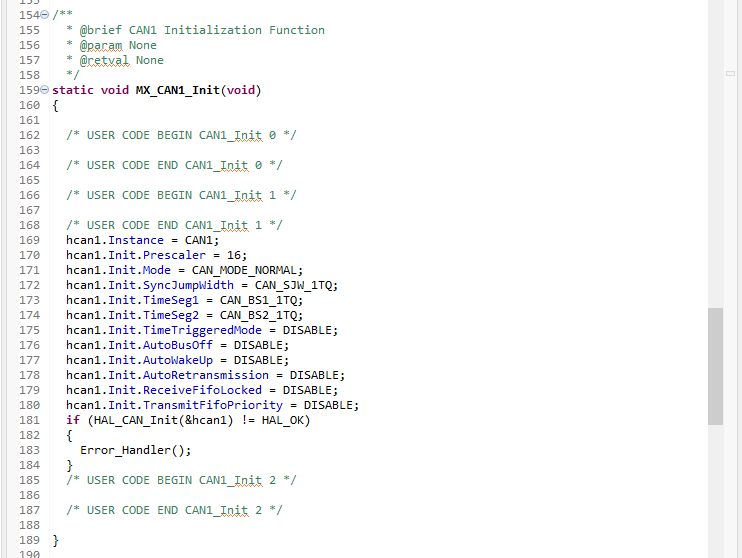 153
154 /**
155 * @brief CAN1 Initialization Function
156 * @param None
157 * @retval None
158 */
159 static void MX_CAN1_Init(void)
160 {
161
162 /* USER CODE BEGIN CAN1_Init 0 */
163
164 /* USER CODE END CAN1_Init 0 */
165
166 /* USER CODE BEGIN CAN1_Init 1 */
167
168 /* USER CODE END CAN1_Init 1 */
169 hcan1.Instance = CAN1;
170 hcan1.Init.Prescaler = 16;
171 hcan1.Init.Mode = CAN_MODE_NORMAL;
172 hcan1.Init.SyncJumpWidth = CAN_SJW_1TQ;
173 hcan1.Init.TimeSeg1 = CAN_BS1_1TQ;
174 hcan1.Init.TimeSeg2 = CAN_BS2_1TQ;
175 hcan1.Init.TimeTriggeredMode = DISABLE;
176 hcan1.Init.AutoBusOff = DISABLE;
177 hcan1.Init.AutoWakeUp = DISABLE;
178 hcan1.Init.AutoRetransmission = DISABLE;
179 hcan1.Init.ReceiveFifoLocked = DISABLE;
180 hcan1.Init.TransmitFifoPriority = DISABLE;
181 if (HAL_CAN_Init(&hcan1) != HAL_OK)
182 {
183 Error_Handler();
184 }
185 /* USER CODE BEGIN CAN1_Init 2 */
186
187 /* USER CODE END CAN1_Init 2 */
188
189 }
190